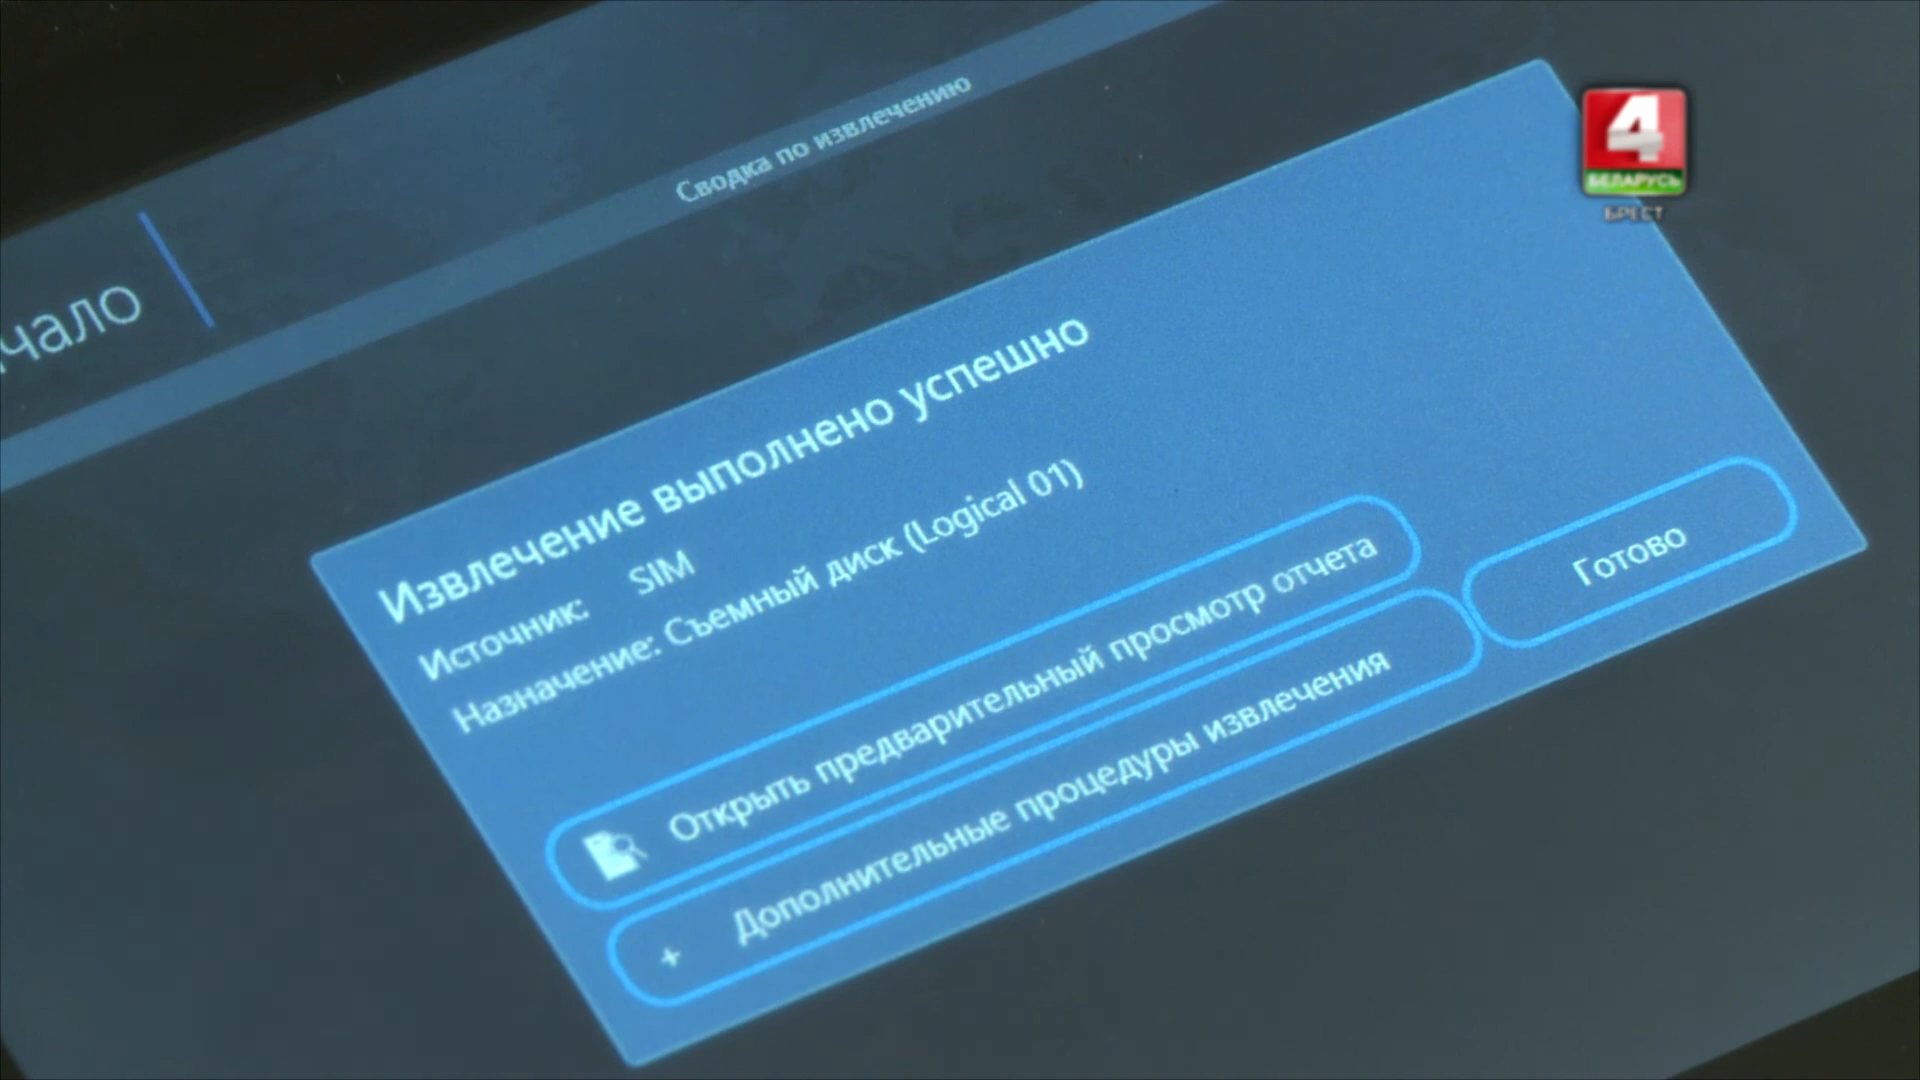 Сводка по извлечению
чало
Извлечение выполнено успешно
Источник: SIM
Назначение: Съемный диск (Logical 01)
Открыть предварительный просмотр отчета
+ Дополнительные процедуры извлечения
Готово
4
БЕЛАРУСЬ
БРЕСТ